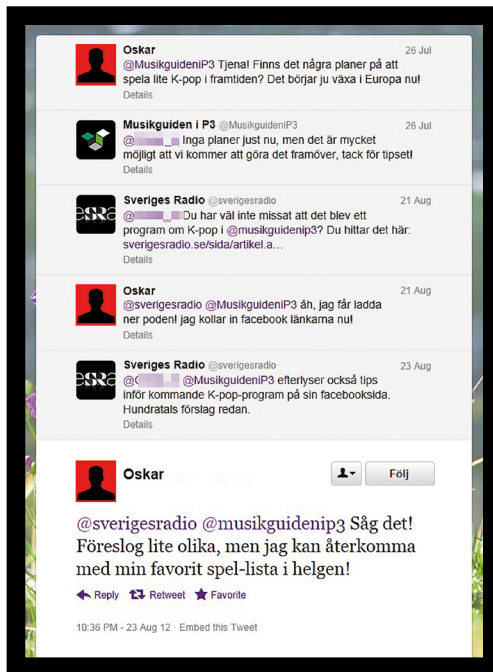 Oskar 26 Jul
@MusikguideniP3 Tjena! Finns det några planer på att
spela lite K-pop i framtiden? Det börjar ju växa i Europa nu!
Details
Musikguiden i P3 @MusikguideniP3 26 Jul
@ Inga planer just nu, men det är mycket
möjligt att vi kommer att göra det framöver, tack för tipset!
Details
Sveriges Radio @sverigesradio 21 Aug
@ Du har väl inte missat att det blev ett
program om K-pop i @musikguidenip3? Du hittar det här:
sverigesradio.se/sida/artikel.a...
Details
Oskar 21 Aug
@sverigesradio @MusikguideniP3 åh, jag får ladda
ner poden! jag kollar in facebook länkarna nu!
Details
Sveriges Radio @sverigesradio 23 Aug
@ @MusikguideniP3 efterlyser också tips
inför kommande K-pop-program på sin facebooksida.
Hundratals förslag redan.
Details
Oskar
Följ
@sverigesradio @musikguidenip3 Såg det!
Föreslog lite olika, men jag kan återkomma
med min favorit spel-lista i helgen!
Reply Retweet Favorite
10:36 PM - 23 Aug 12 · Embed this Tweet